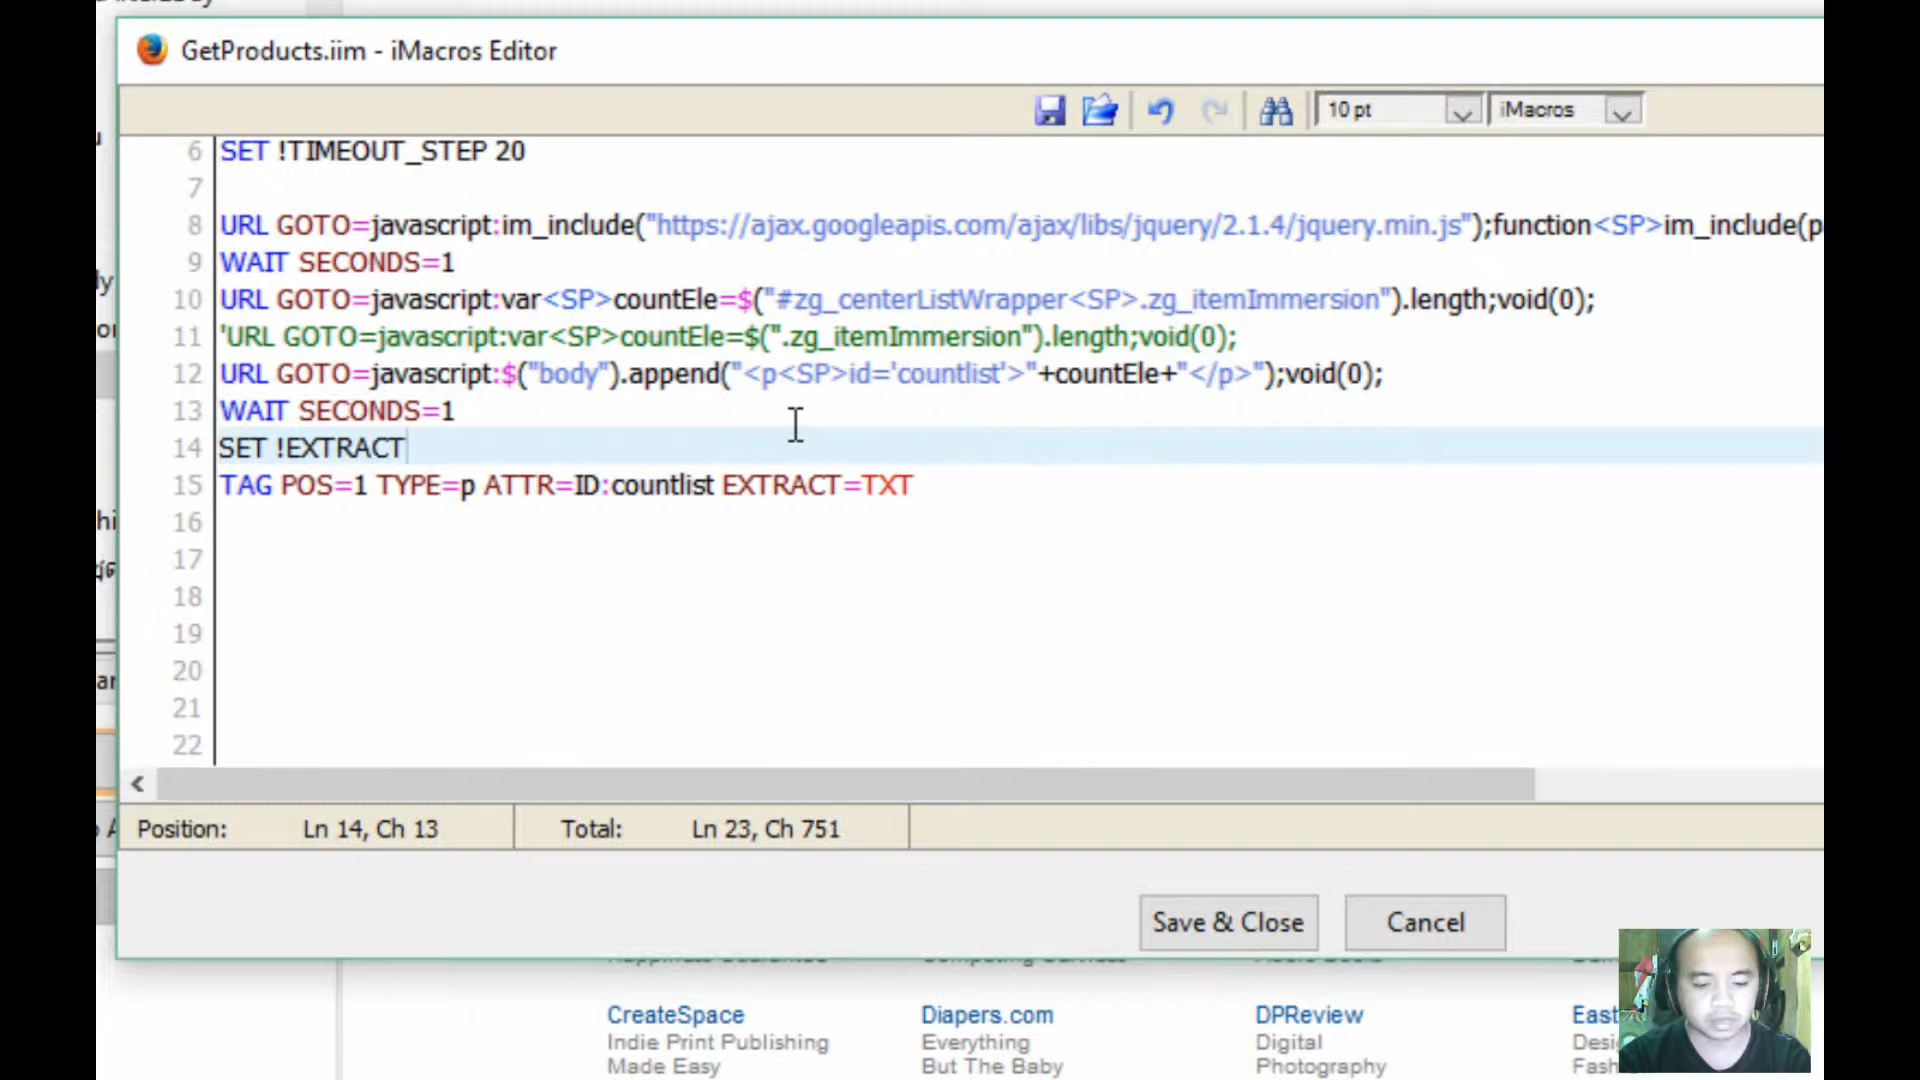 GetProducts.iim - iMacros Editor
10 pt
iMacros
6 SET !TIMEOUT_STEP 20
7
8 URL GOTO=javascript:im_include("https://ajax.googleapis.com/ajax/libs/jquery/2.1.4/jquery.min.js");function<SP>im_include(p
9 WAIT SECONDS=1
10 URL GOTO=javascript:var<SP>countEle=$("#zg_centerListWrapper<SP>.zg_itemImmersion").length;void(0);
11 'URL GOTO=javascript:var<SP>countEle=$(".zg_itemImmersion").length;void(0);
12 URL GOTO=javascript:$("body").append("<p<SP>id='countlist'>"+countEle+"</p>");void(0);
13 WAIT SECONDS=1
14 SET !EXTRACT
15 TAG POS=1 TYPE=p ATTR=ID:countlist EXTRACT=TXT
16
17
18
19
20
21
22
Position: Ln 14, Ch 13 Total: Ln 23, Ch 751
Save & Close Cancel
CreateSpace
Indie Print Publishing
Made Easy
Diapers.com
Everything
But The Baby
DPReview
Digital
Photography
East